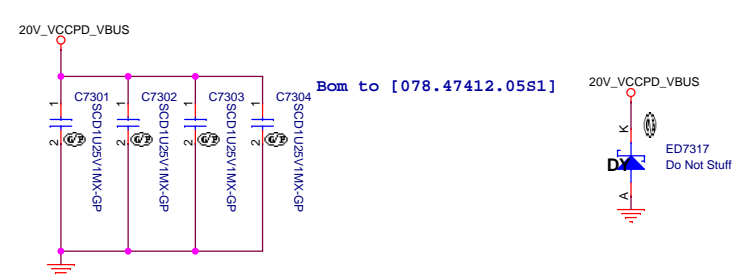 20V_VCCPD_VBUS
C7301
1
2
SCD1U25V1MX-GP
C7302
1
2
SCD1U25V1MX-GP
C7303
1
2
SCD1U25V1MX-GP
C7304
1
2
SCD1U25V1MX-GP
Bom to [078.47412.05S1]
20V_VCCPD_VBUS
K
ED7317
DY
Do Not Stuff
A